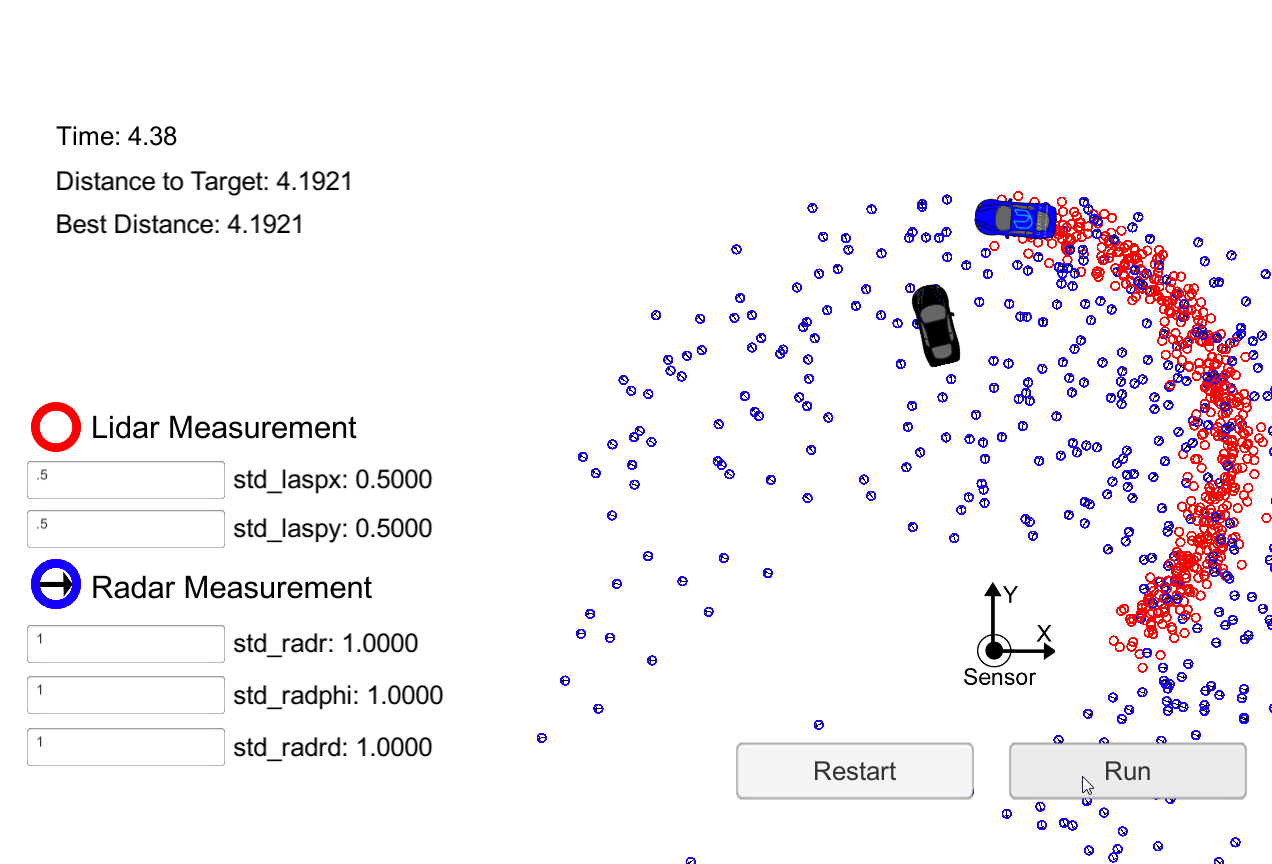 Time: 4.38
Distance to Target: 4.1921
Best Distance: 4.1921
Lidar Measurement
.5 std_laspx: 0.5000
.5 std_laspy: 0.5000
Radar Measurement
1 std_radr: 1.0000
1 std_radphi: 1.0000
1 std_radrd: 1.0000
Y
X
Sensor
Restart
Run